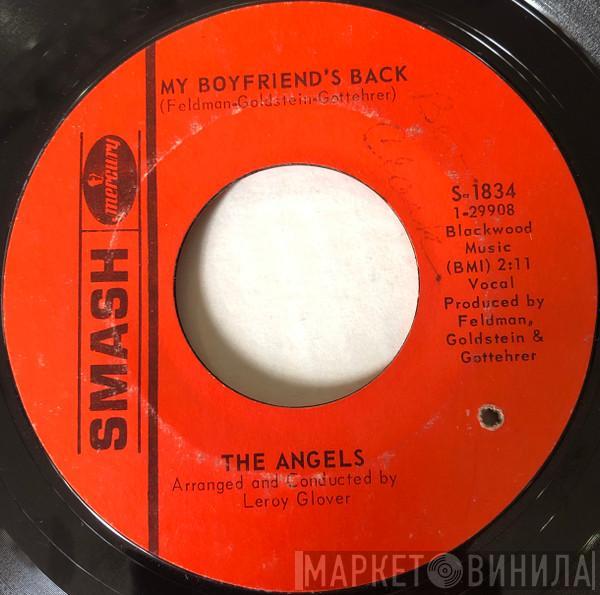 MY BOYFRIEND'S BACK
(Feldman-Goldstein-Gottehrer)
mercury
SMASH
S-1834
1-29908
Blackwood
Music
(BMI) 2:11
Vocal
Produced by
Feldman,
Goldstein &
Gottehrer
THE ANGELS
Arranged and Conducted by
Leroy Glover
МАРКЕТ ВИНИЛА